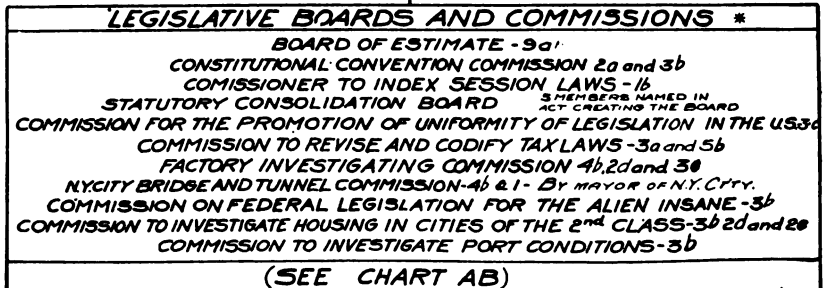 LEGISLATIVE BOARDS AND COMMISSIONS *
BOARD OF ESTIMATE - 9a
CONSTITUTIONAL CONVENTION COMMISSION 2a and 3b
COMISSIONER TO INDEX SESSION LAWS - 1b
STATUTORY CONSOLIDATION BOARD 5 MEMBERS NAMED IN ACT CREATING THE BOARD
COMMISSION FOR THE PROMOTION OF UNIFORMITY OF LEGISLATION IN THE U.S.
COMMISSION TO REVISE AND CODIFY TAX LAWS - 3a and 5b
FACTORY INVESTIGATING COMMISSION 4b, 2d and 3e
N.Y. CITY BRIDGE AND TUNNEL COMMISSION - 4b & 1 - BY MAYOR OF N.Y. CITY.
COMMISSION ON FEDERAL LEGISLATION FOR THE ALIEN INSANE - 3b
COMMISSION TO INVESTIGATE HOUSING IN CITIES OF THE 2nd CLASS - 3b 2d and 2e
COMMISSION TO INVESTIGATE PORT CONDITIONS - 3b
(SEE CHART AB)